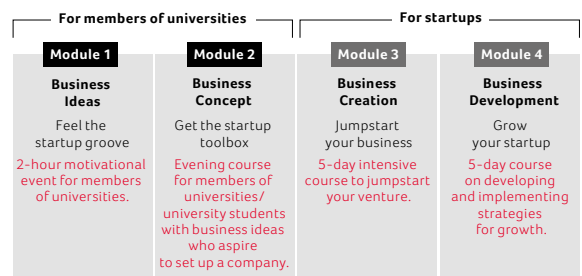 For members of universities
For startups
Module 1
Business
Ideas
Feel the
startup groove
2-hour motivational
event for members
of universities.
Module 2
Business
Concept
Get the startup
toolbox
Evening course
for members of
universities/
university students
with business ideas
who aspire
to set up a company.
Module 3
Business
Creation
Jumpstart
your business
5-day intensive
course to jumpstart
your venture.
Module 4
Business
Development
Grow
your startup
5-day course
on developing
and implementing
strategies
for growth.